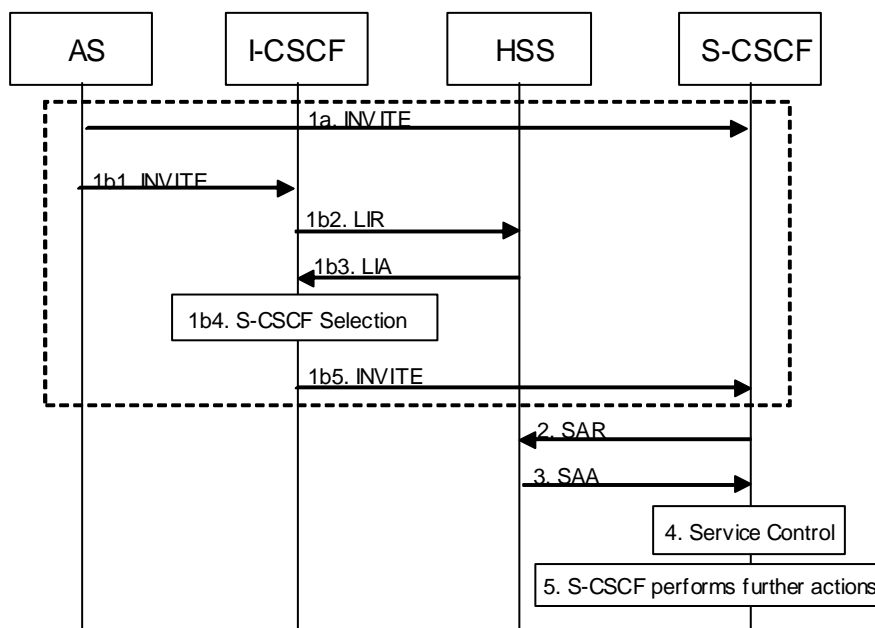 AS
I-CSCF
HSS
S-CSCF
1a. INVITE
1b1. INVITE
1b2. LIR
1b3. LIA
1b4. S-CSCF Selection
1b5. INVITE
2. SAR
3. SAA
4. Service Control
5. S-CSCF performs further actions